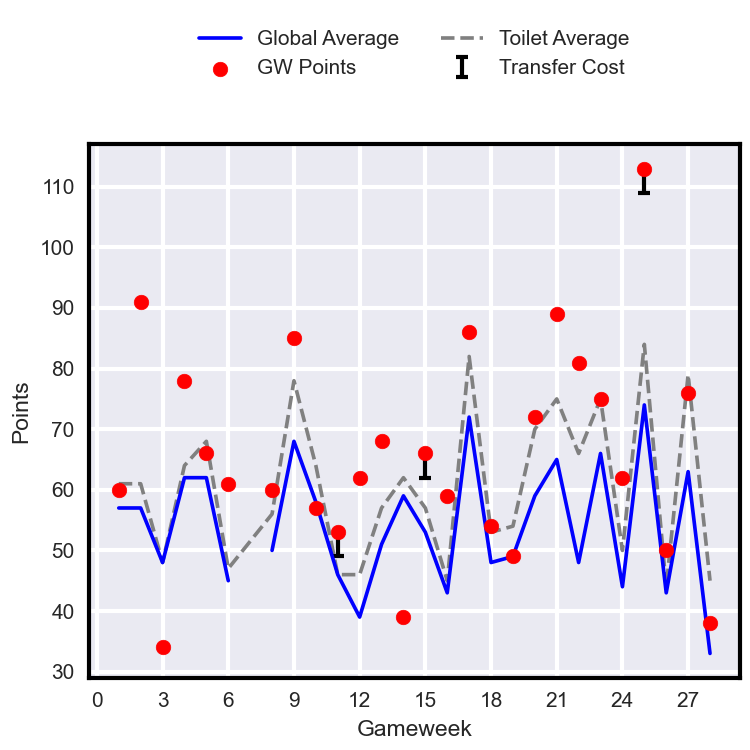 Global Average
Toilet Average
GW Points
Transfer Cost
110
100
90
80
70
60
50
40
30
Points
0 3 6 9 12 15 18 21 24 27
Gameweek